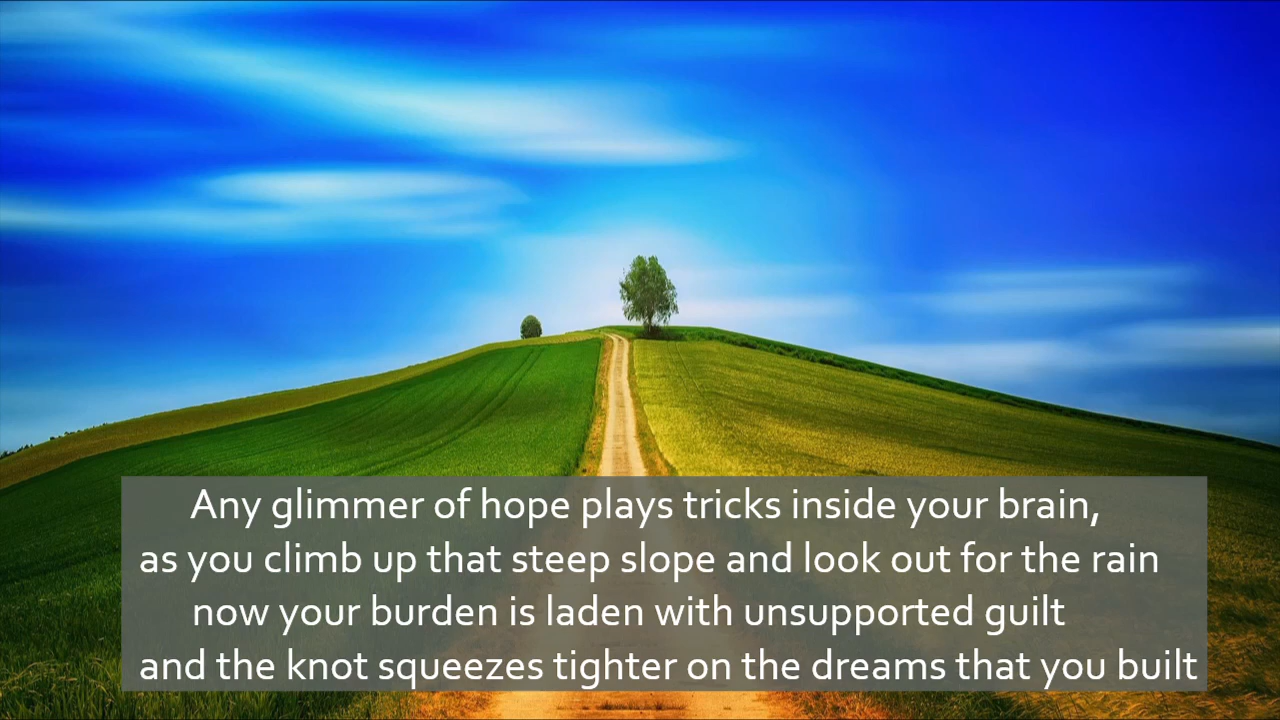 Any glimmer of hope plays tricks inside your brain,
as you climb up that steep slope and look out for the rain
now your burden is laden with unsupported guilt
and the knot squeezes tighter on the dreams that you built